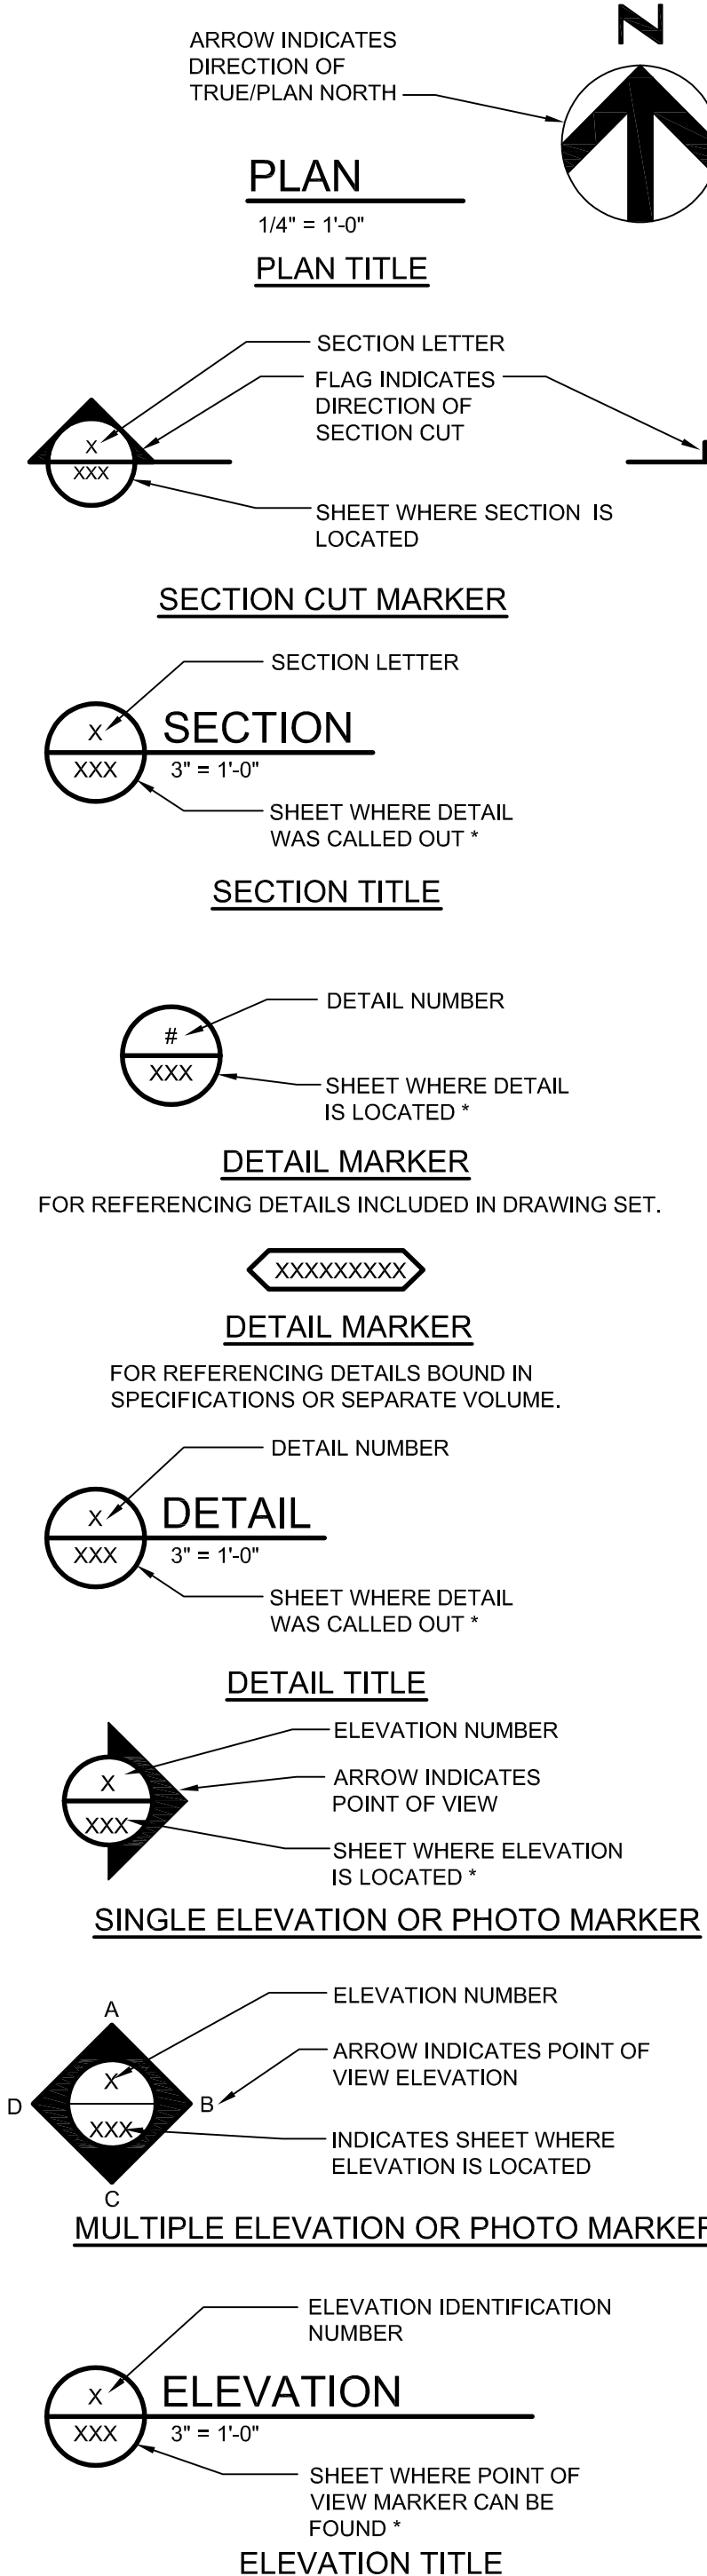 N
ARROW INDICATES
DIRECTION OF
TRUE/PLAN NORTH
PLAN
1/4" = 1'-0"
PLAN TITLE
SECTION LETTER
FLAG INDICATES
DIRECTION OF
SECTION CUT
X
XXX
SHEET WHERE SECTION IS
LOCATED
SECTION CUT MARKER
SECTION LETTER
X
SECTION
XXX
3" = 1'-0"
SHEET WHERE DETAIL
WAS CALLED OUT *
SECTION TITLE
DETAIL NUMBER
#
XXX
SHEET WHERE DETAIL
IS LOCATED *
DETAIL MARKER
FOR REFERENCING DETAILS INCLUDED IN DRAWING SET.
XXXXXXXXX
DETAIL MARKER
FOR REFERENCING DETAILS BOUND IN
SPECIFICATIONS OR SEPARATE VOLUME.
DETAIL NUMBER
X
DETAIL
XXX
3" = 1'-0"
SHEET WHERE DETAIL
WAS CALLED OUT *
DETAIL TITLE
ELEVATION NUMBER
X
ARROW INDICATES
POINT OF VIEW
XXX
SHEET WHERE ELEVATION
IS LOCATED *
SINGLE ELEVATION OR PHOTO MARKER
ELEVATION NUMBER
A
ARROW INDICATES POINT OF
VIEW ELEVATION
X
D
B
XXX
INDICATES SHEET WHERE
ELEVATION IS LOCATED
C
MULTIPLE ELEVATION OR PHOTO MARKER
ELEVATION IDENTIFICATION
NUMBER
X
ELEVATION
XXX
3" = 1'-0"
SHEET WHERE POINT OF
VIEW MARKER CAN BE
FOUND *
ELEVATION TITLE